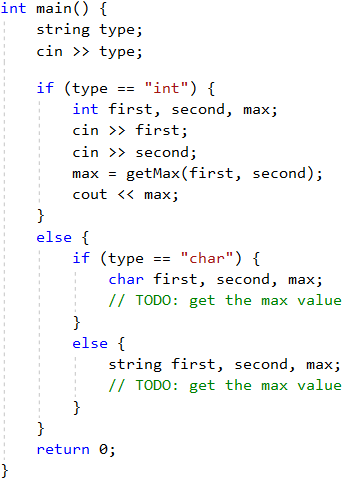 int main() {
    string type;
    cin >> type;

    if (type == "int") {
        int first, second, max;
        cin >> first;
        cin >> second;
        max = getMax(first, second);
        cout << max;
    }
    else {
        if (type == "char") {
            char first, second, max;
            // TODO: get the max value
        }
        else {
            string first, second, max;
            // TODO: get the max value
        }
    }
    return 0;
}